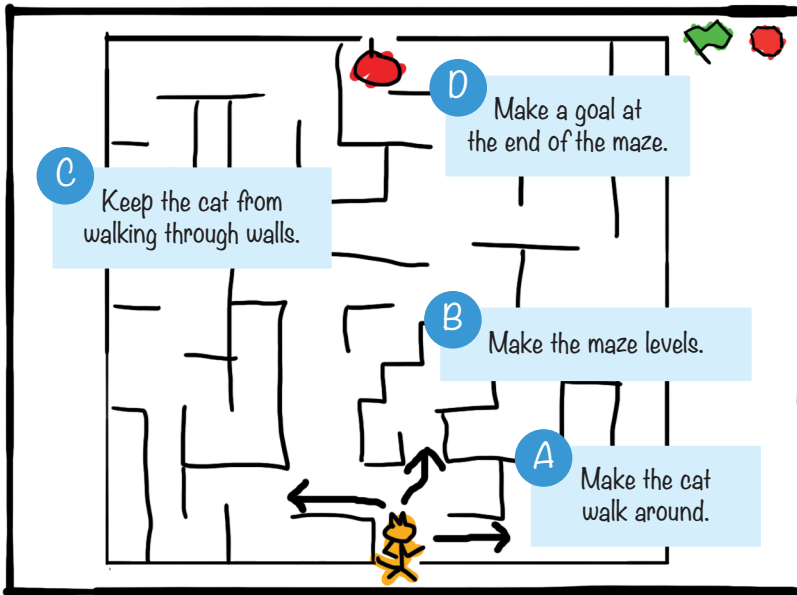 D
Make a goal at
the end of the maze.
C
Keep the cat from
walking through walls.
B
Make the maze levels.
A
Make the cat
walk around.